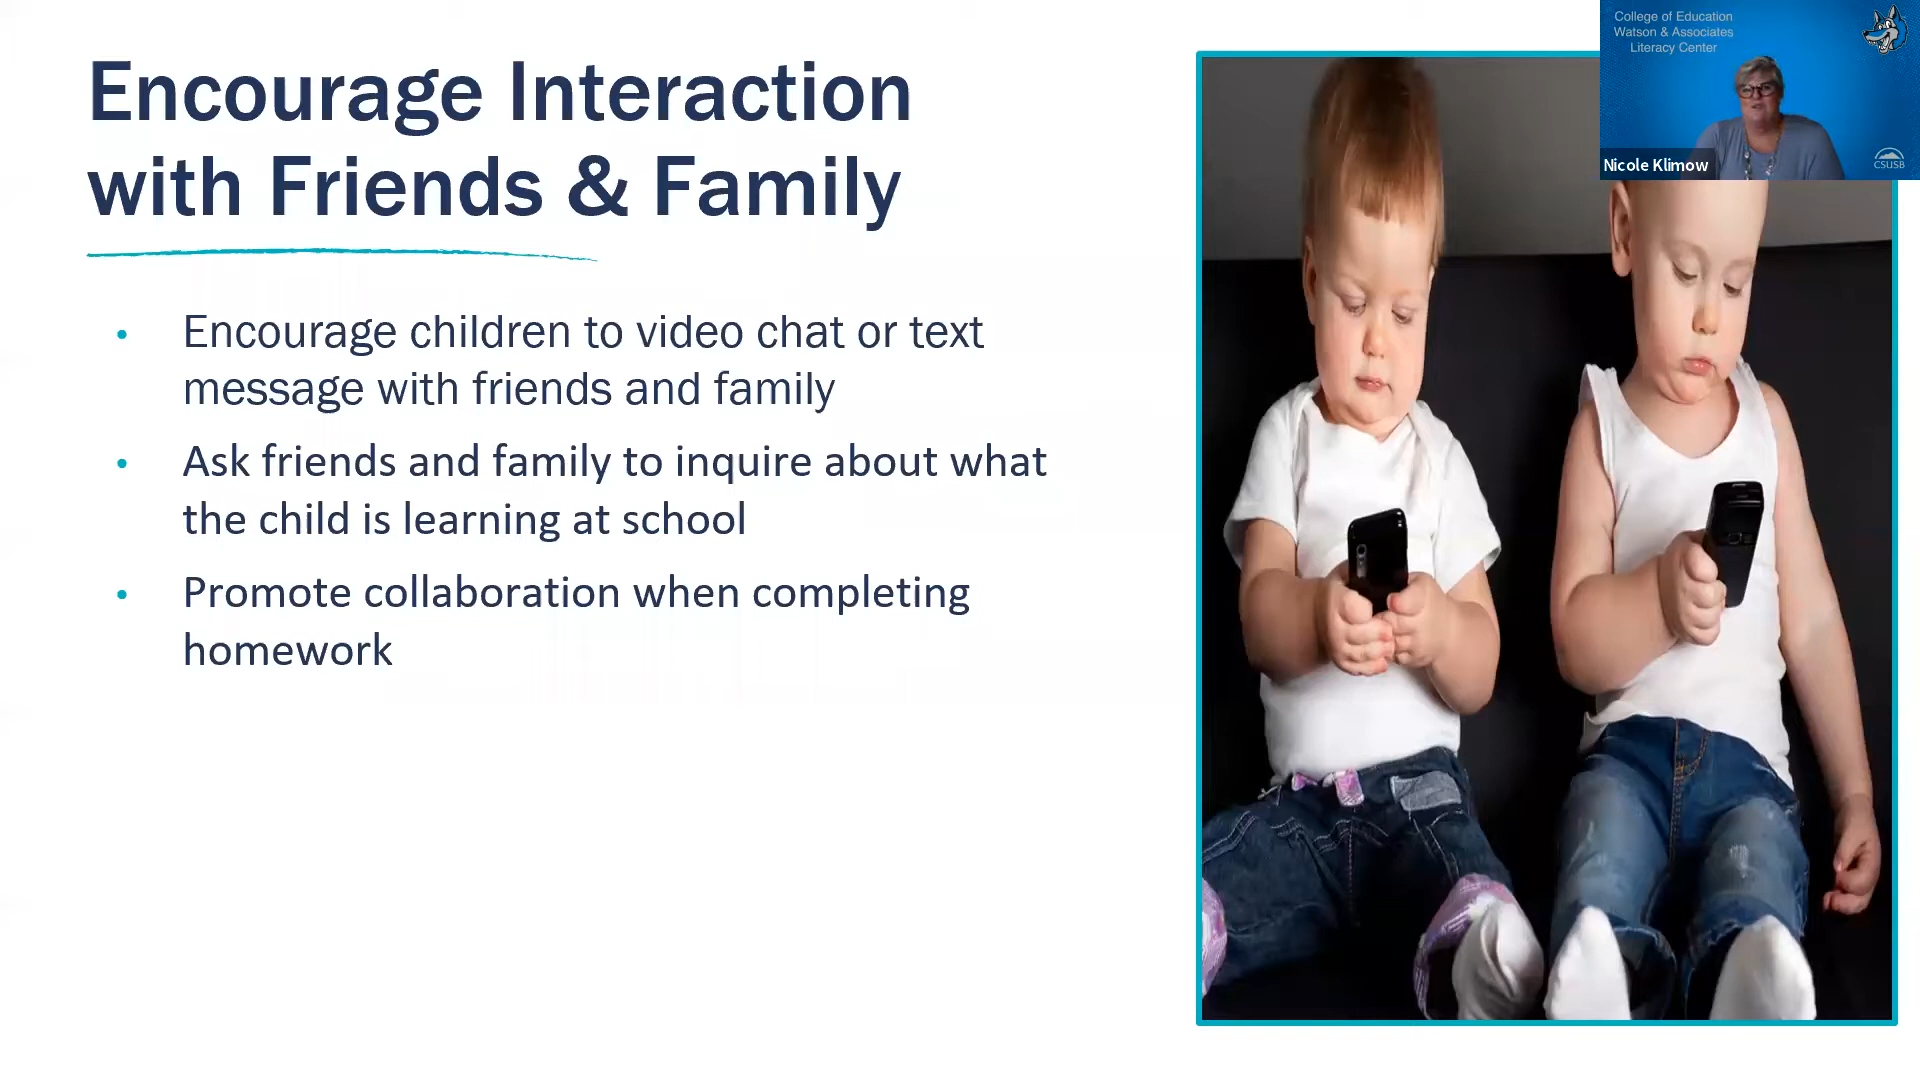 Encourage Interaction
with Friends & Family
• Encourage children to video chat or text
message with friends and family
• Ask friends and family to inquire about what
the child is learning at school
• Promote collaboration when completing
homework
College of Education
Watson & Associates
Literacy Center
Nicole Klimow
CSUSB